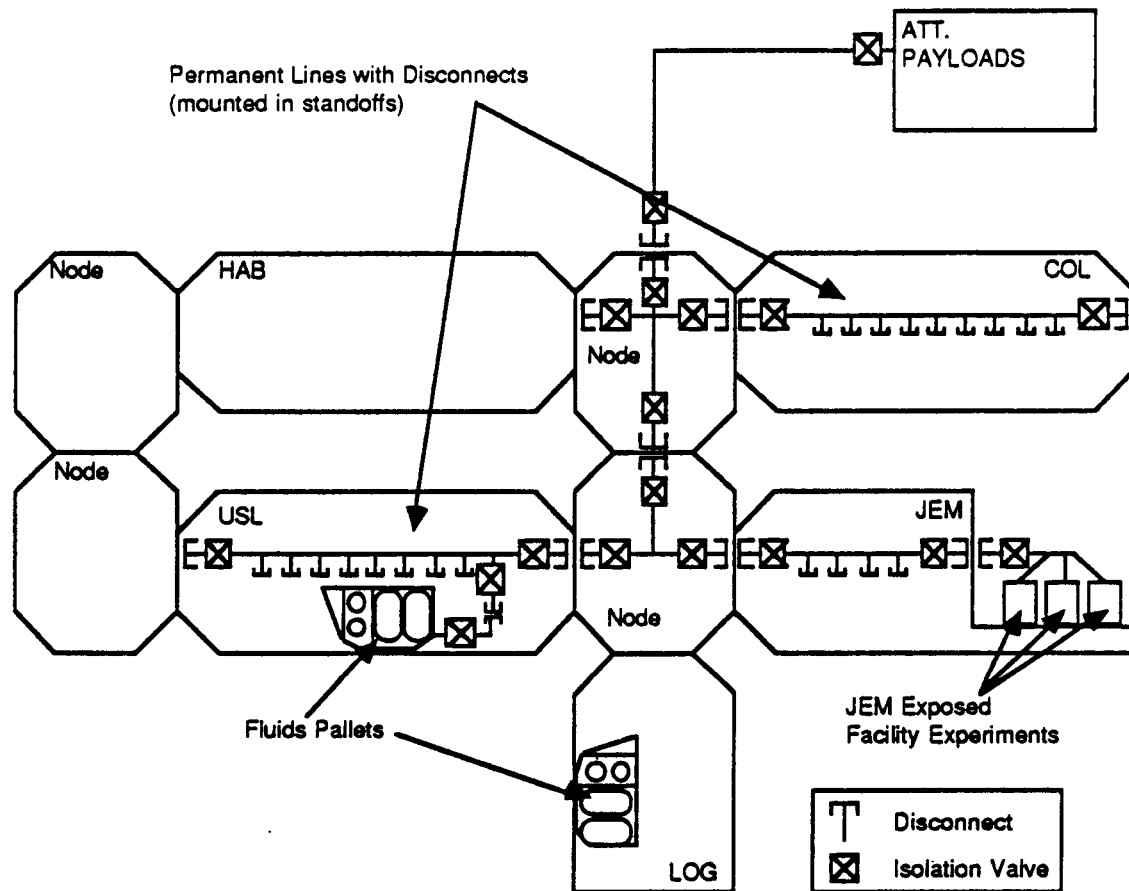 ATT.
PAYLOADS
Permanent Lines with Disconnects
(mounted in standoffs)
Node
HAB
COL
Node
Node
USL
JEM
Node
Fluids Pallets
JEM Exposed
Facility Experiments
LOG
Disconnect
Isolation Valve